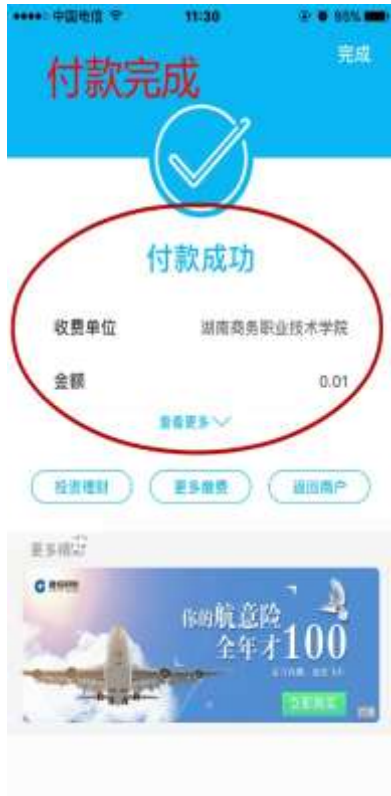 中国电信 11:30 95%
完成
付款完成
付款成功
收费单位 湖南商务职业技术学院
金额 0.01
查看更多
投资理财 更多缴费 返回商户
更多精彩
你的航意险
全年才100
立即购买